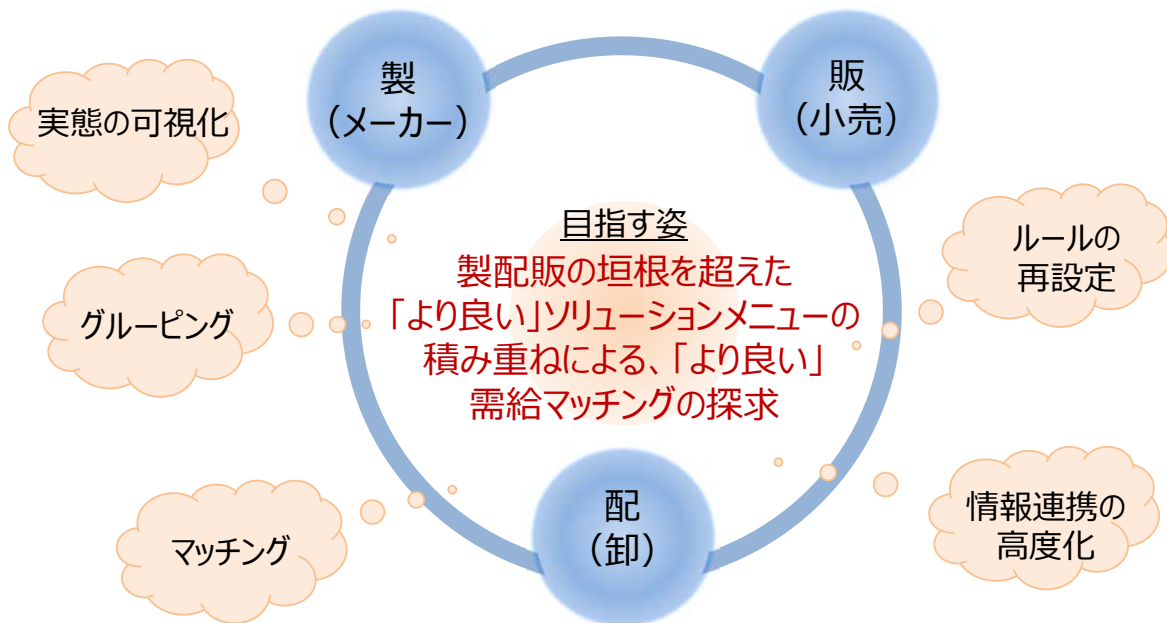 製
（メーカー）
販
（小売）
実態の可視化
グルーピング
マッチング
目指す姿
製配販の垣根を超えた
「より良い」ソリューションメニューの
積み重ねによる、「より良い」
需給マッチングの探求
ルールの
再設定
情報連携の
高度化
配
（卸）